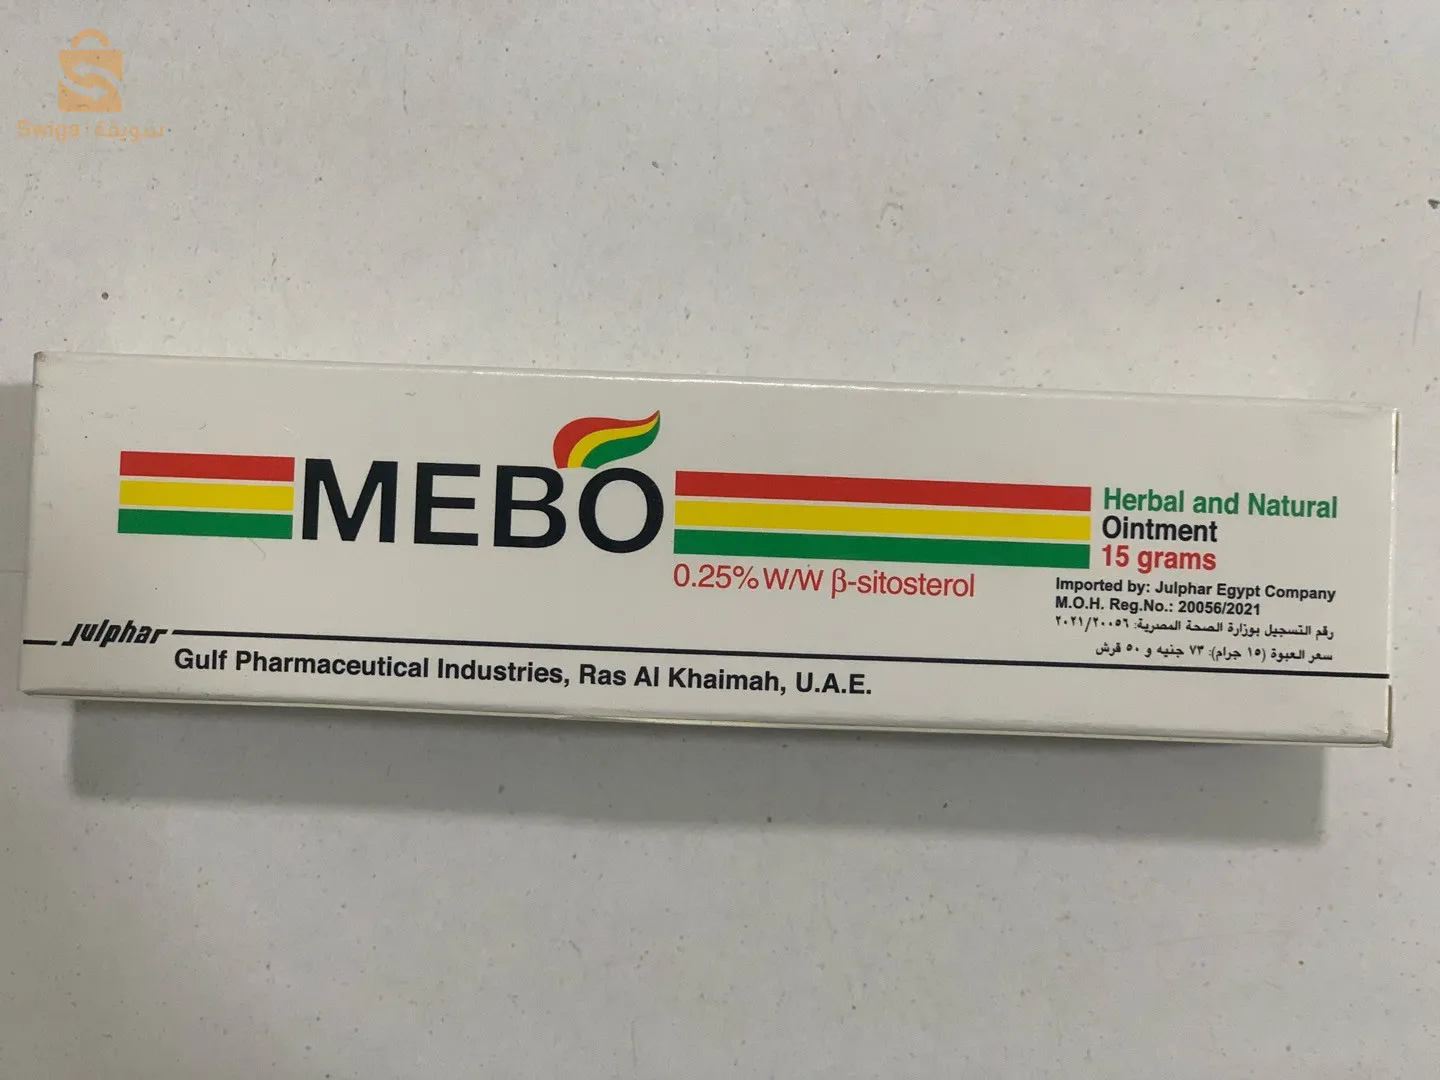 Swiga · سويقة
MEBO
Herbal and Natural
Ointment
15 grams
0.25% W/W β-sitosterol
Imported by: Julphar Egypt Company
M.O.H. Reg.No.: 20056/2021
رقم التسجيل بوزارة الصحة المصرية: ٢٠٢١/٢٠٠٥٦
سعر العبوة (١٥ جرام): ٧٣ جنيه و ٥٠ قرش
julphar
Gulf Pharmaceutical Industries, Ras Al Khaimah, U.A.E.